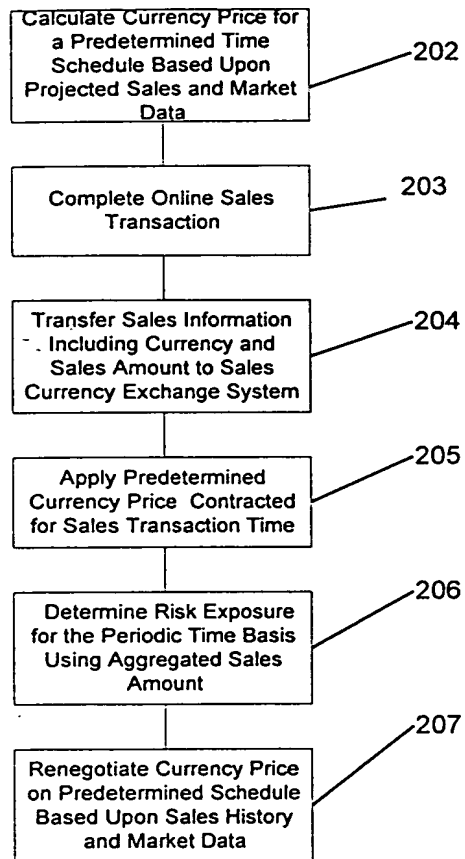 Calculate Currency Price for
a Predetermined Time
Schedule Based Upon
Projected Sales and Market
Data
202
Complete Online Sales
Transaction
203
Transfer Sales Information
Including Currency and
Sales Amount to Sales
Currency Exchange System
204
Apply Predetermined
Currency Price Contracted
for Sales Transaction Time
205
Determine Risk Exposure
for the Periodic Time Basis
Using Aggregated Sales
Amount
206
Renegotiate Currency Price
on Predetermined Schedule
Based Upon Sales History
and Market Data
207